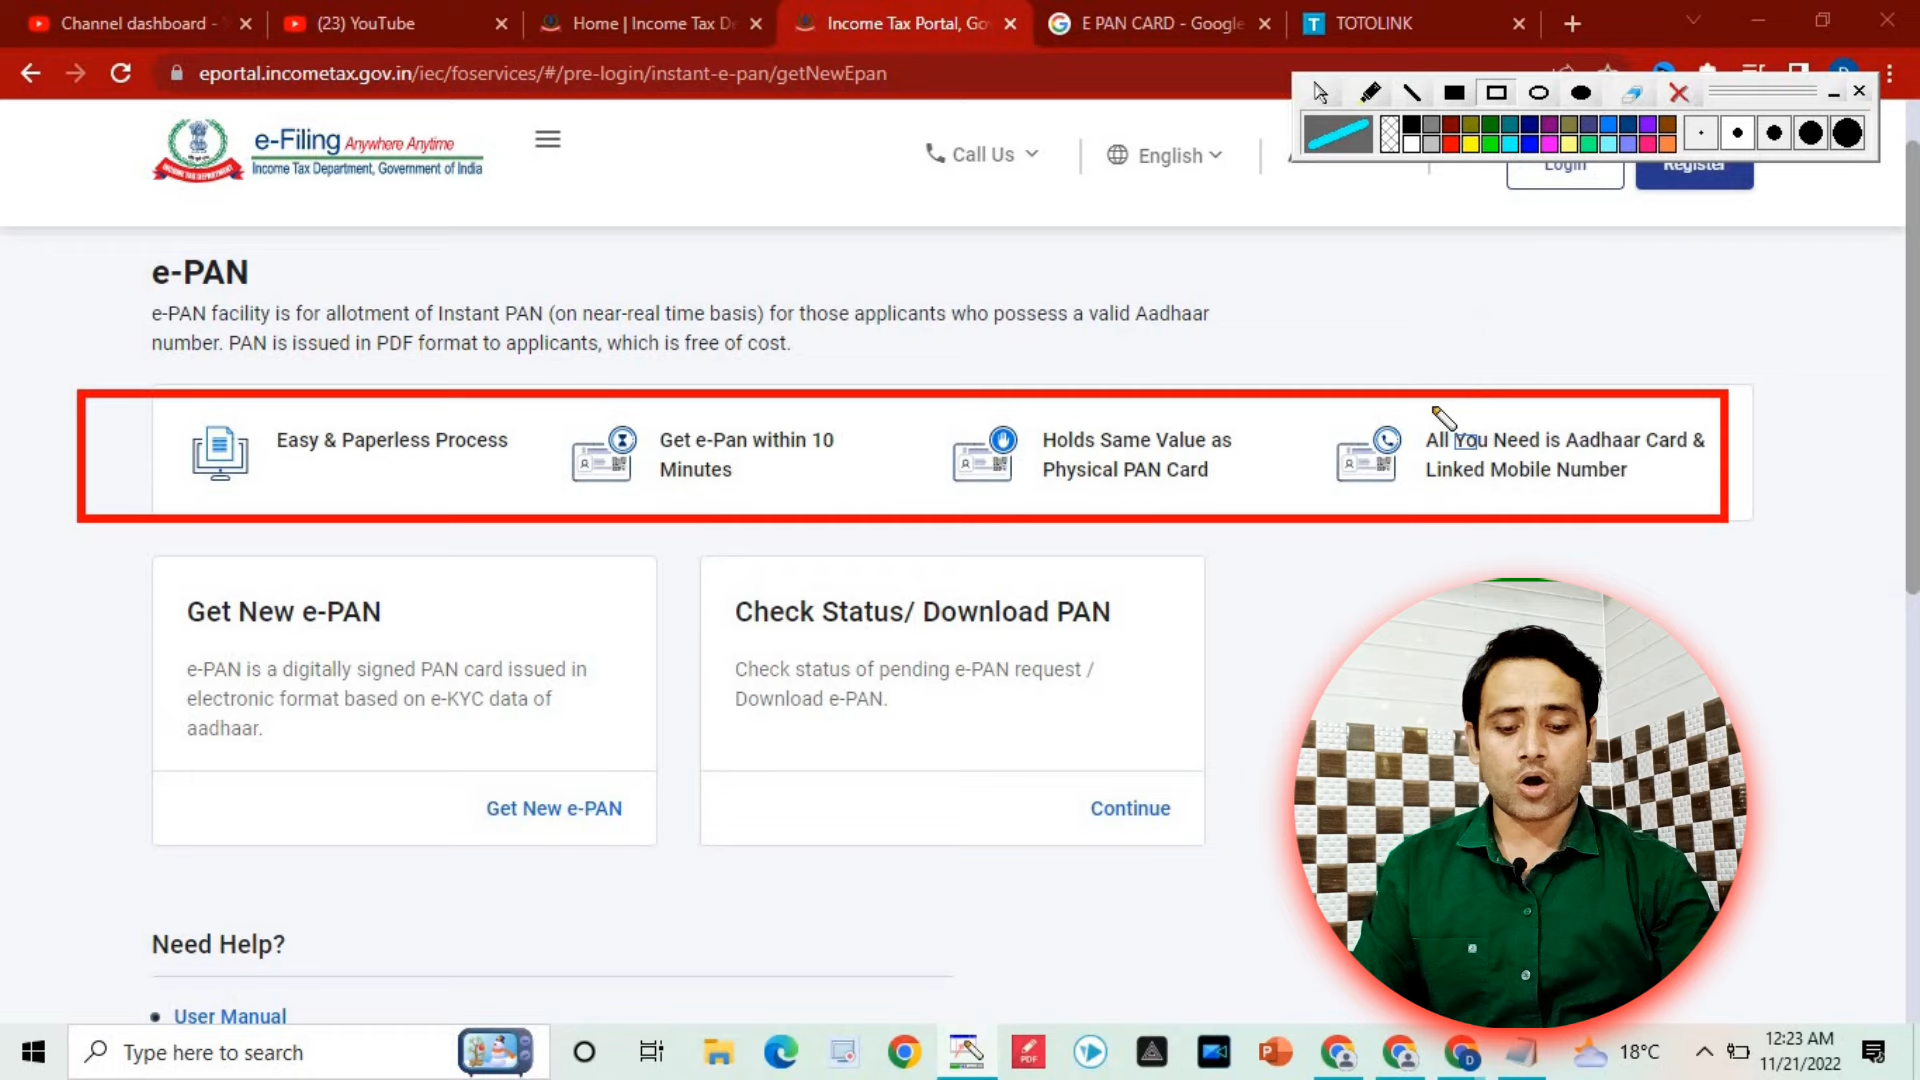 Channel dashboard -
(23) YouTube
Home | Income Tax D
Income Tax Portal, Go
E PAN CARD - Google
T TOTOLINK
eportal.incometax.gov.in/iec/foservices/#/pre-login/instant-e-pan/getNewEpan
e-Filing Anywhere Anytime
Income Tax Department, Government of India
Call Us
English
Login
Register
e-PAN
e-PAN facility is for allotment of Instant PAN (on near-real time basis) for those applicants who possess a valid Aadhaar
number. PAN is issued in PDF format to applicants, which is free of cost.
Easy & Paperless Process
Get e-Pan within 10
Minutes
Holds Same Value as
Physical PAN Card
All You Need is Aadhaar Card &
Linked Mobile Number
Get New e-PAN
e-PAN is a digitally signed PAN card issued in
electronic format based on e-KYC data of
aadhaar.
Get New e-PAN
Check Status/ Download PAN
Check status of pending e-PAN request /
Download e-PAN.
Continue
Need Help?
User Manual
Type here to search
PDF
P
D
18°C
12:23 AM
11/21/2022